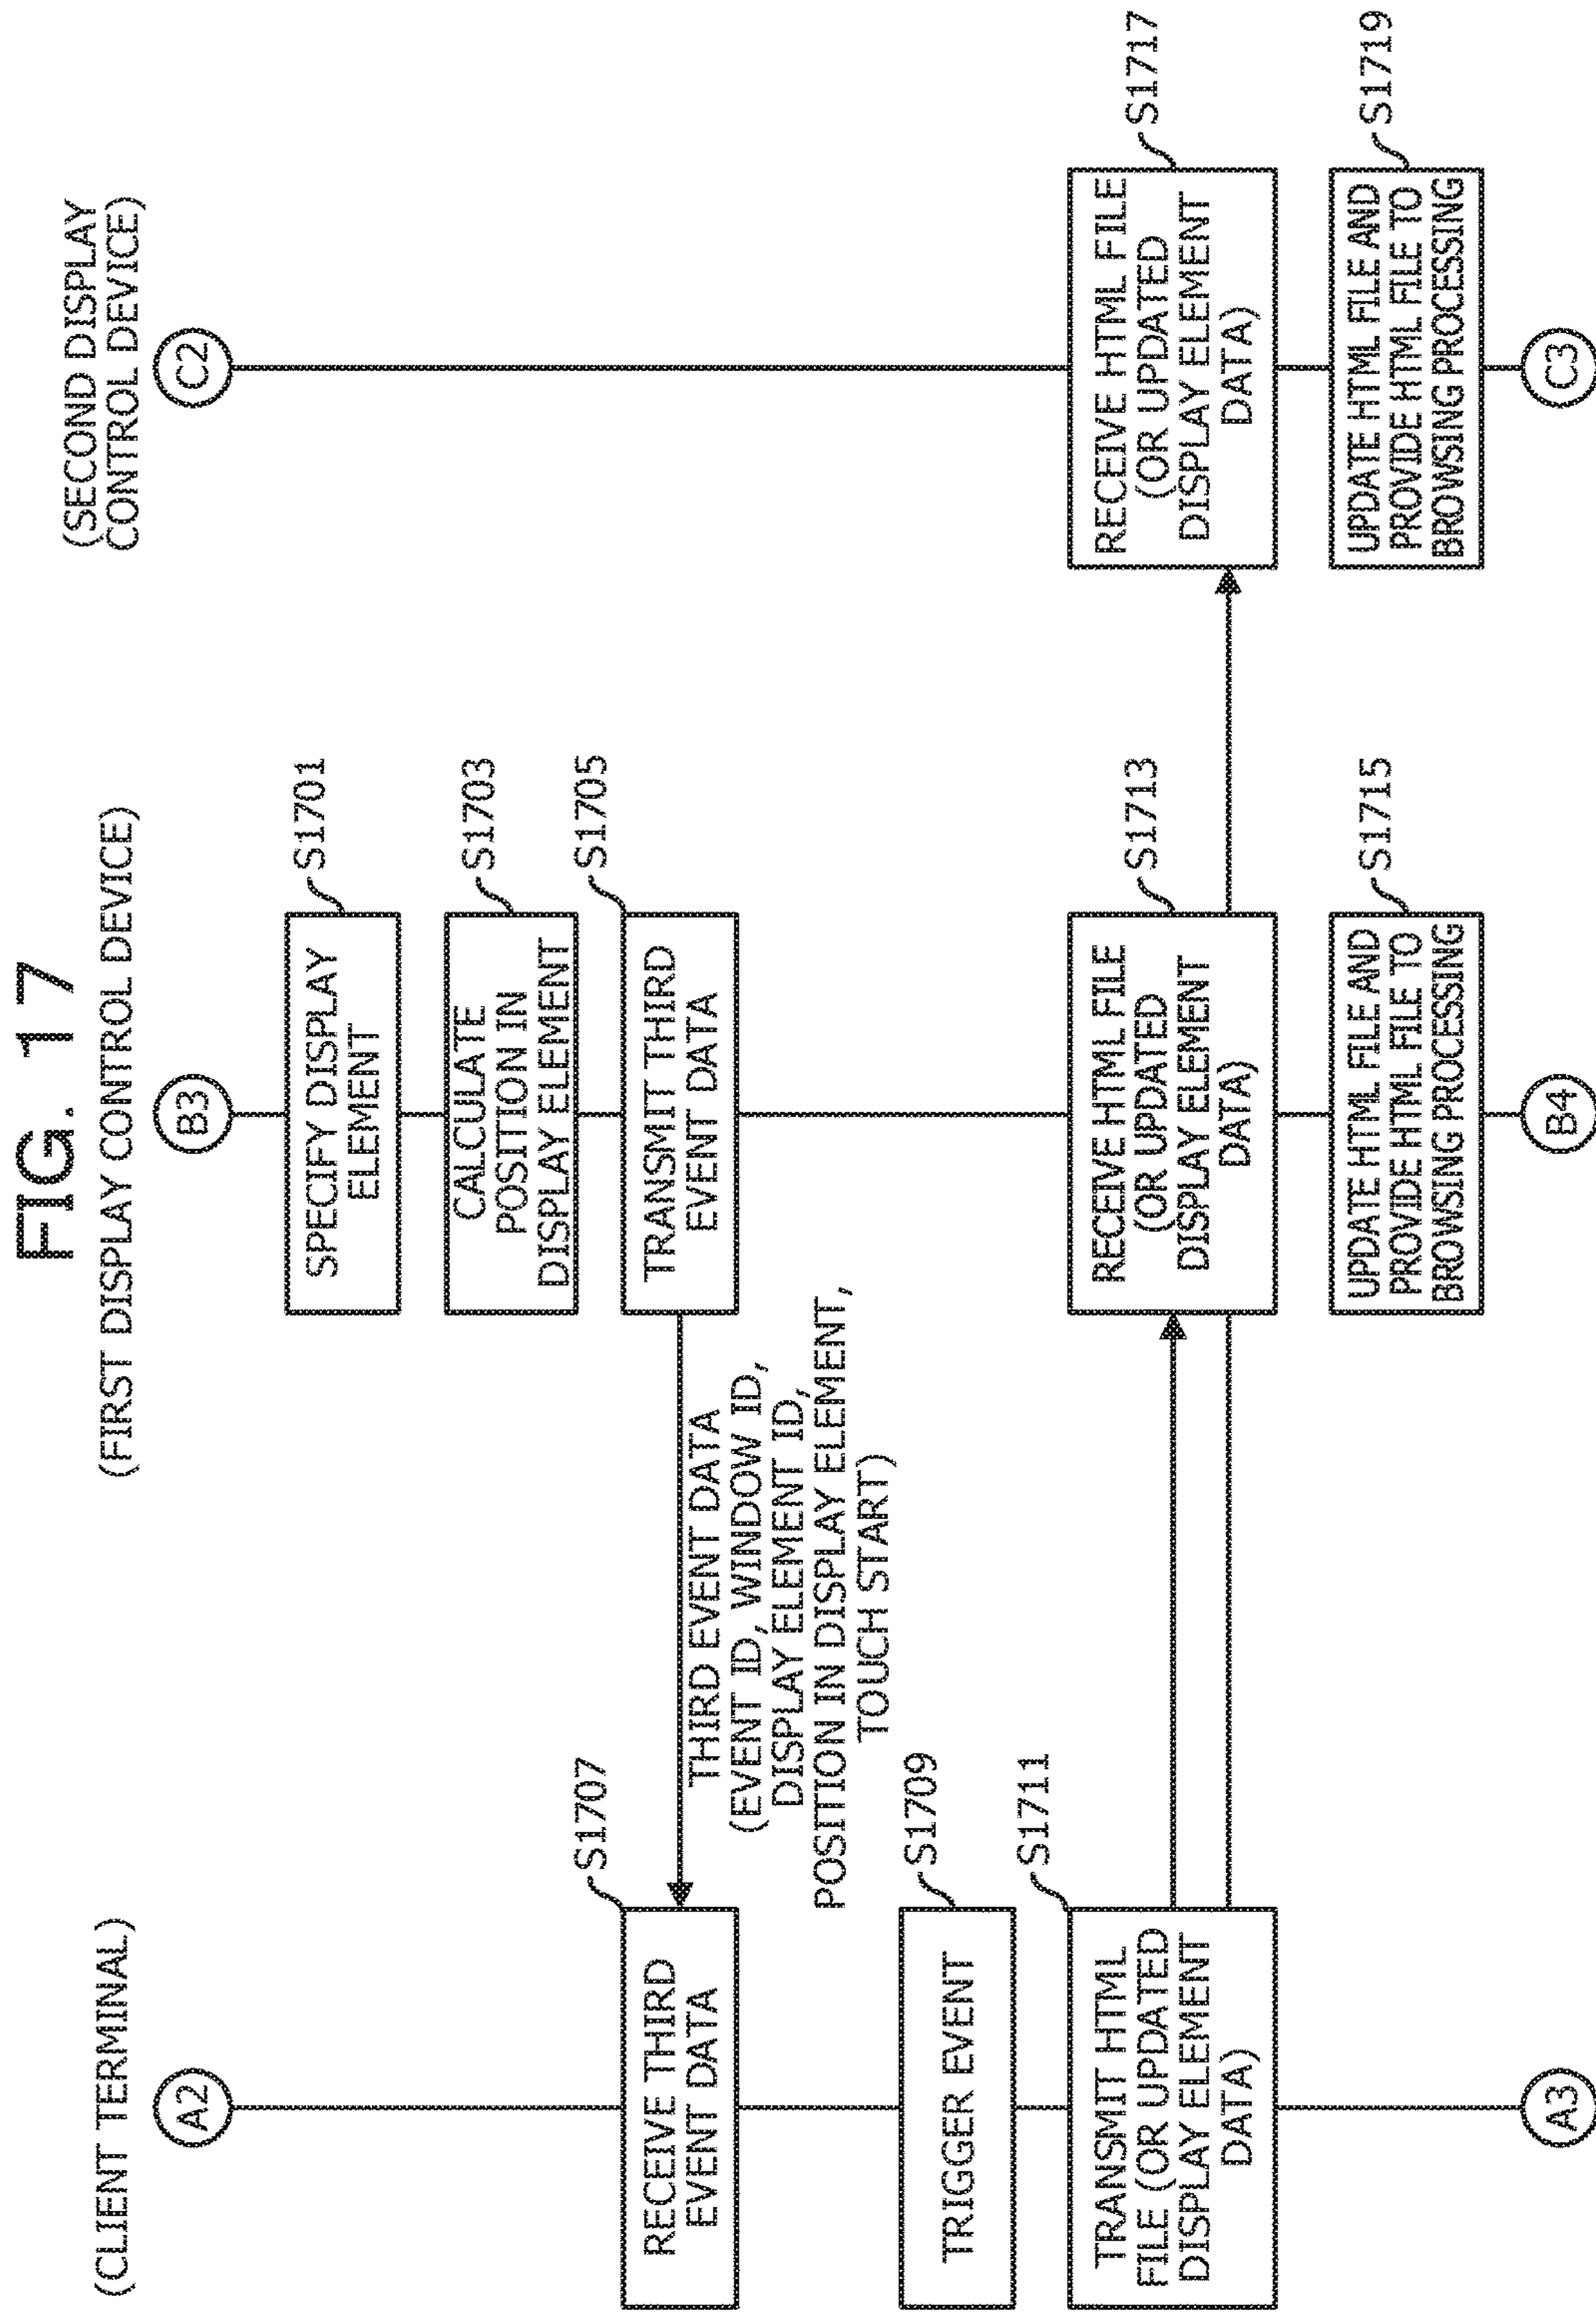 FIG. 17
(CLIENT TERMINAL)
(FIRST DISPLAY CONTROL DEVICE)
(SECOND DISPLAY
CONTROL DEVICE)
A2
B3
C2
SPECIFY DISPLAY
ELEMENT
S1701
CALCULATE
POSITION IN
DISPLAY ELEMENT
S1703
TRANSMIT THIRD
EVENT DATA
S1705
RECEIVE THIRD
EVENT DATA
S1707
THIRD EVENT DATA
(EVENT ID, WINDOW ID,
DISPLAY ELEMENT ID,
POSITION IN DISPLAY ELEMENT,
TOUCH START)
TRIGGER EVENT
S1709
TRANSMIT HTML
FILE (OR UPDATED
DISPLAY ELEMENT
DATA)
S1711
RECEIVE HTML FILE
(OR UPDATED
DISPLAY ELEMENT
DATA)
S1713
RECEIVE HTML FILE
(OR UPDATED
DISPLAY ELEMENT
DATA)
S1717
UPDATE HTML FILE AND
PROVIDE HTML FILE TO
BROWSING PROCESSING
S1715
UPDATE HTML FILE AND
PROVIDE HTML FILE TO
BROWSING PROCESSING
S1719
A3
B4
C3